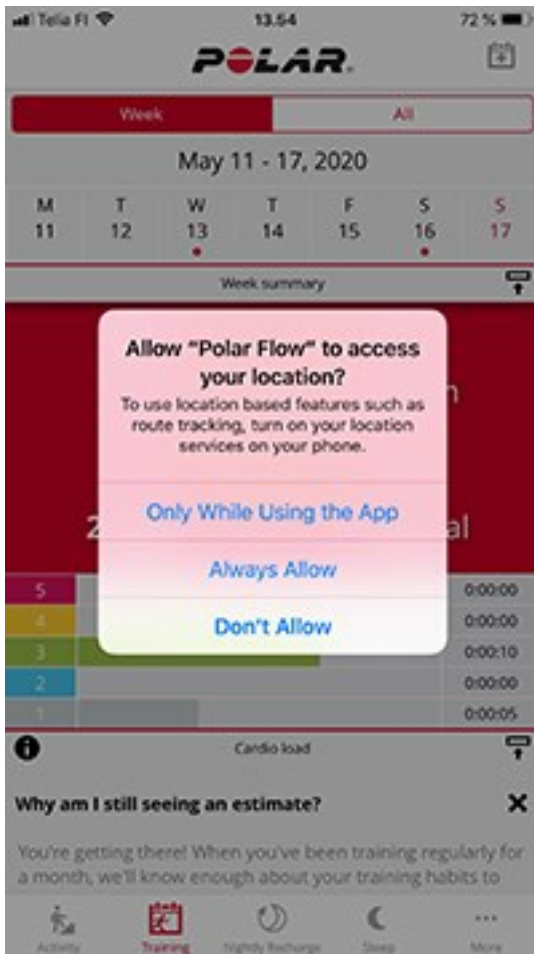 Telia FI 13.54 72 %
POLAR
Week All
May 11 - 17, 2020
M T W T F S S
11 12 13 14 15 16 17
Week summary
Allow "Polar Flow" to access
your location?
To use location based features such as
route tracking, turn on your location
services on your phone.
Only While Using the App
2 al
Always Allow
5 0:00:00
Don't Allow
4 0:00:00
3 0:00:10
2 0:00:00
1 0:00:05
Cardio load
Why am I still seeing an estimate?
You're getting there! When you've been training regularly for
a month, we'll know enough about your training habits to
Activity Training Nightly Recharge Sleep More